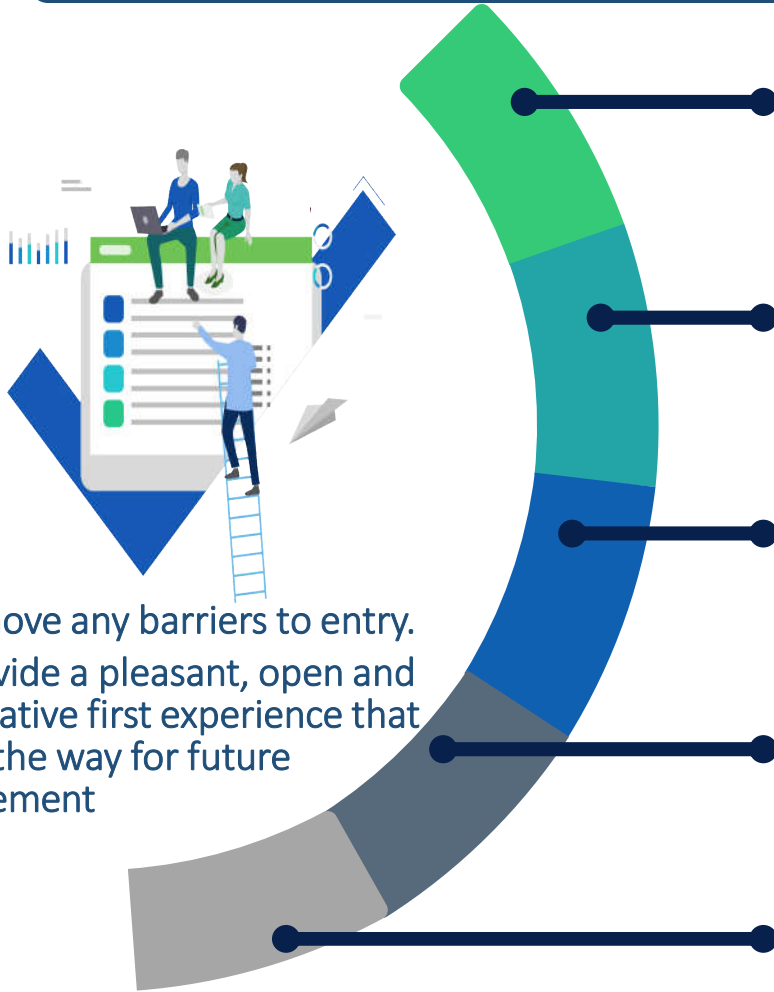 ove any barriers to entry.
vide a pleasant, open and
ative first experience that
the way for future
ement